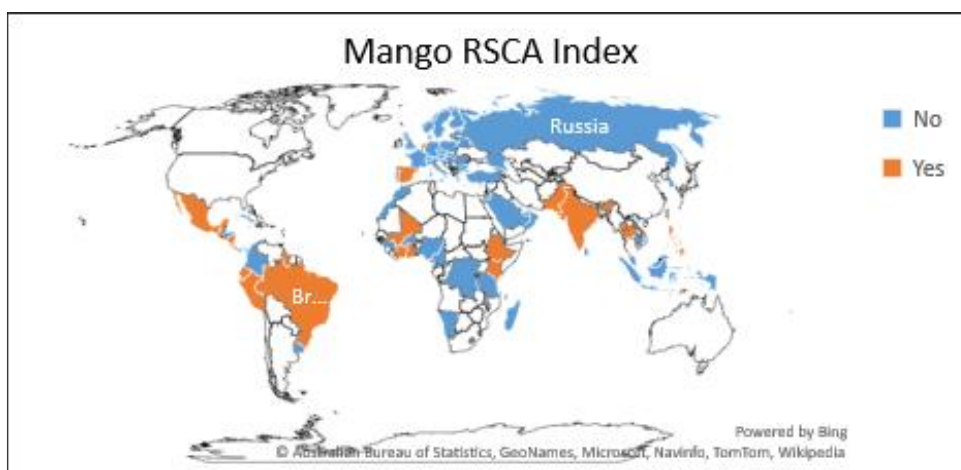 Mango RSCA Index
No
Yes
Russia
Br...
Powered by Bing
© Australian Bureau of Statistics, GeoNames, Microsoft, Navinfo, TomTom, Wikipedia